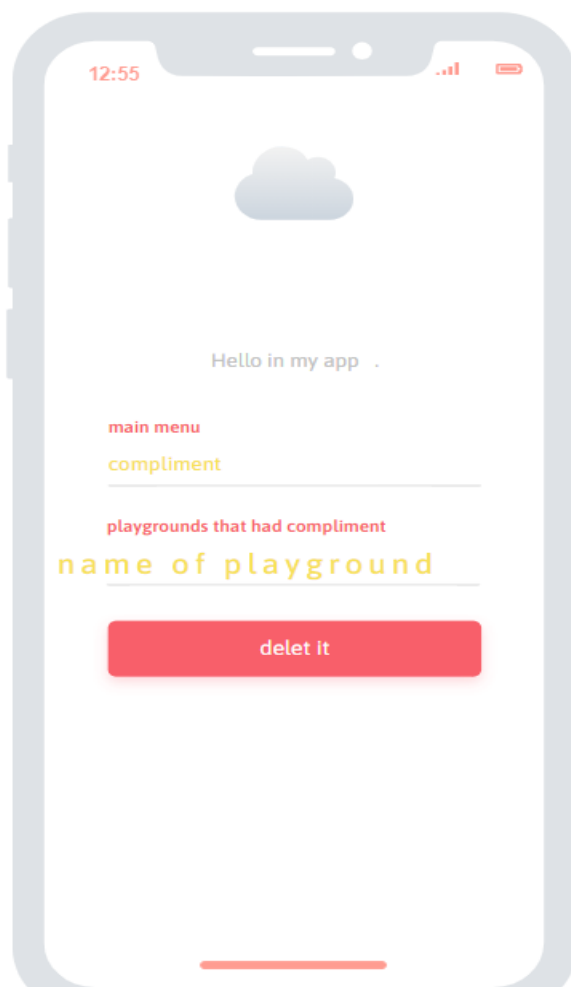 12:55
Hello in my app .
main menu
compliment
playgrounds that had compliment
name of playground
delet it